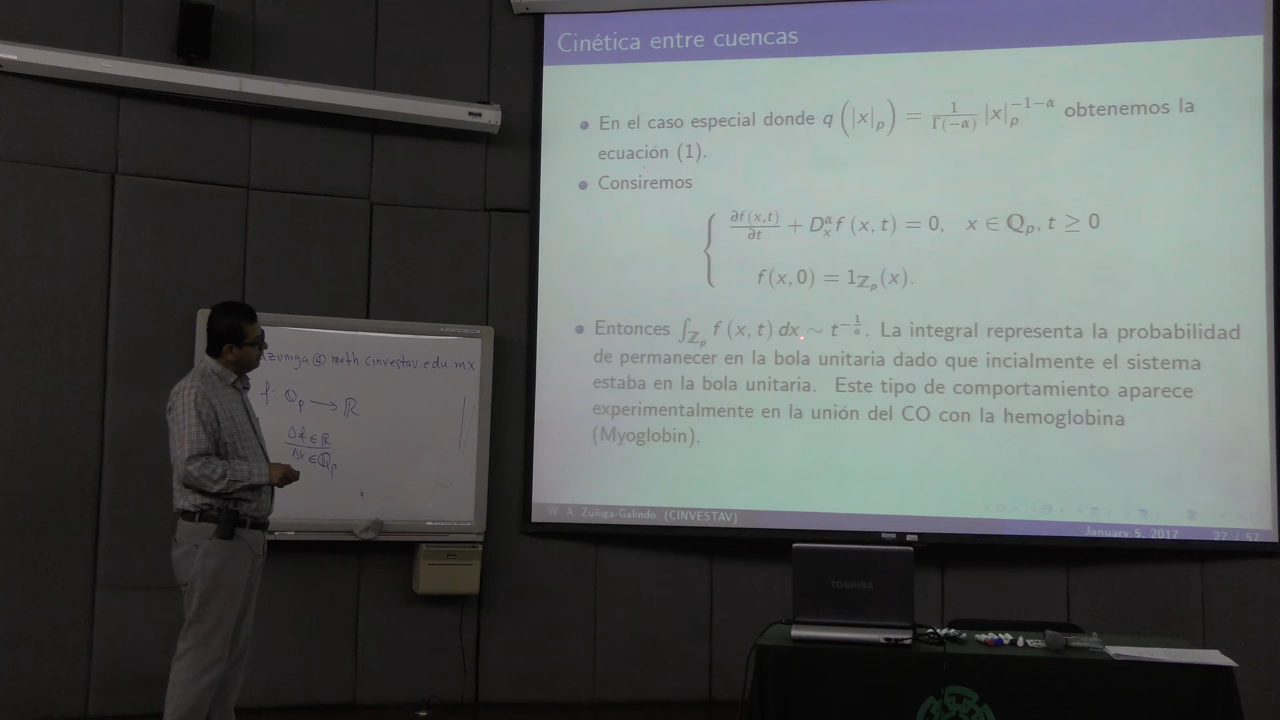 Cinética entre cuencas
En el caso especial donde q(|x|_p) = 1/Γ(-α) |x|_p^{-1-α} obtenemos la
ecuación (1).
Consiremos
∂f(x,t)/∂t + D_x^α f (x, t) = 0, x ∈ ℚ_p, t ≥ 0
f(x, 0) = 1_{ℤ_p}(x).
Entonces ∫_{ℤ_p} f (x, t) dx ~ t^{-1/α}. La integral representa la probabilidad
de permanecer en la bola unitaria dado que incialmente el sistema
estaba en la bola unitaria. Este tipo de comportamiento aparece
experimentalmente en la unión del CO con la hemoglobina
(Myoglobin).
W. A. Zúñiga-Galindo (CINVESTAV)
January 5, 2017 27 / 57
azuniga @ math cinvestav edu mx
f: ℚ_p → ℝ
Δf ∈ ℝ
Δx ∈ ℚ_p
TOSHIBA